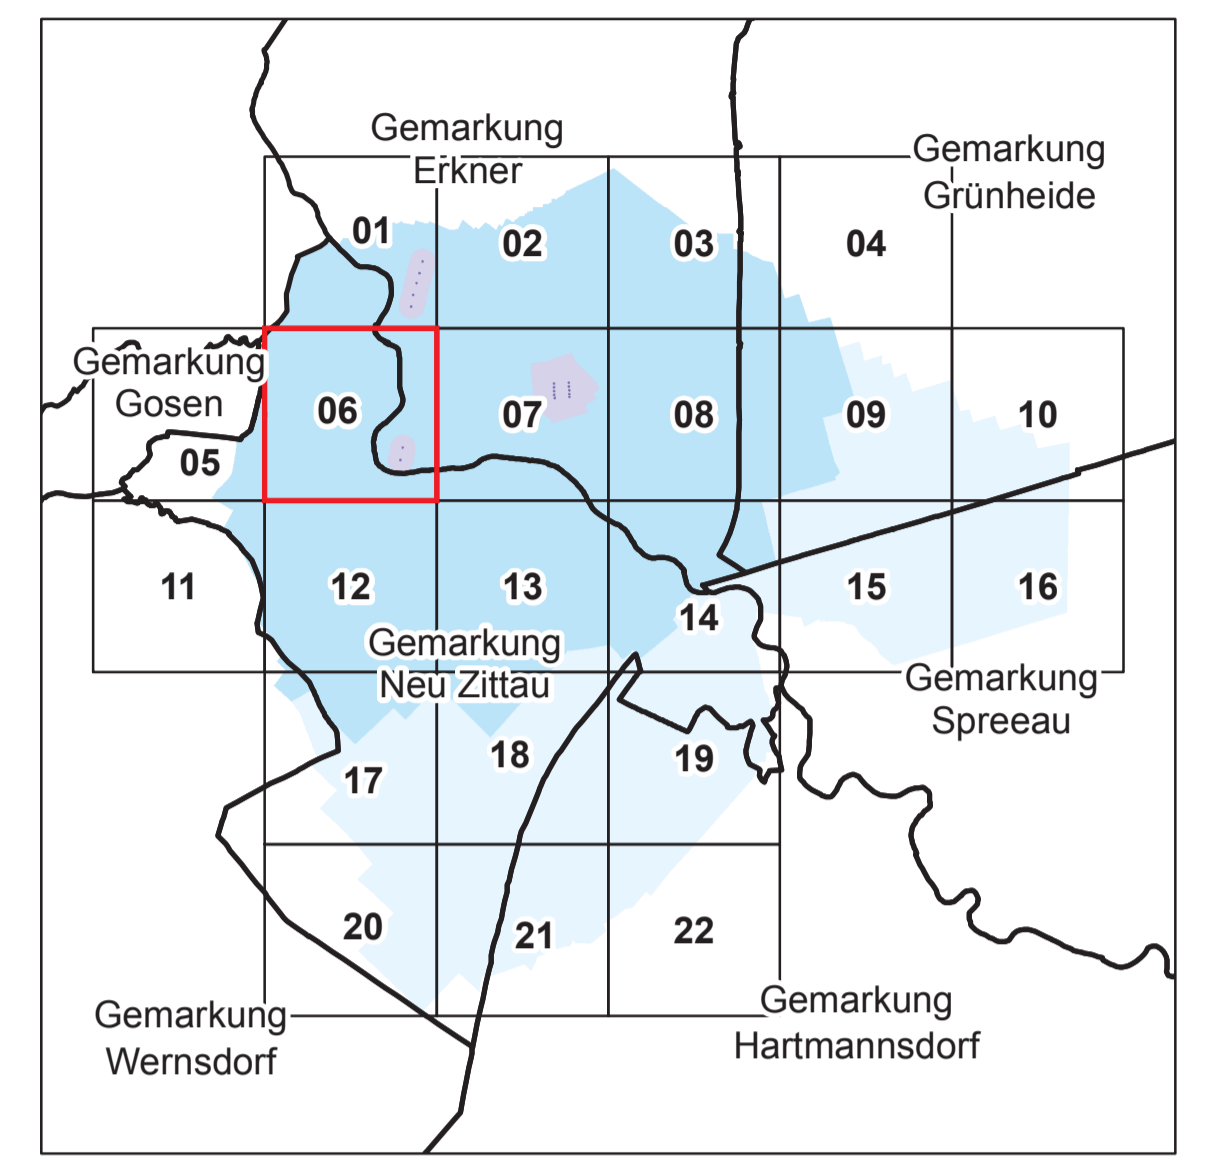 Gemarkung
Erkner
Gemarkung
Grünheide
01
02
03
04
Gemarkung
Gosen
05
06
07
08
09
10
11
12
13
14
15
16
Gemarkung
Neu Zittau
Gemarkung
Spreeau
17
18
19
20
21
22
Gemarkung
Wernsdorf
Gemarkung
Hartmannsdorf